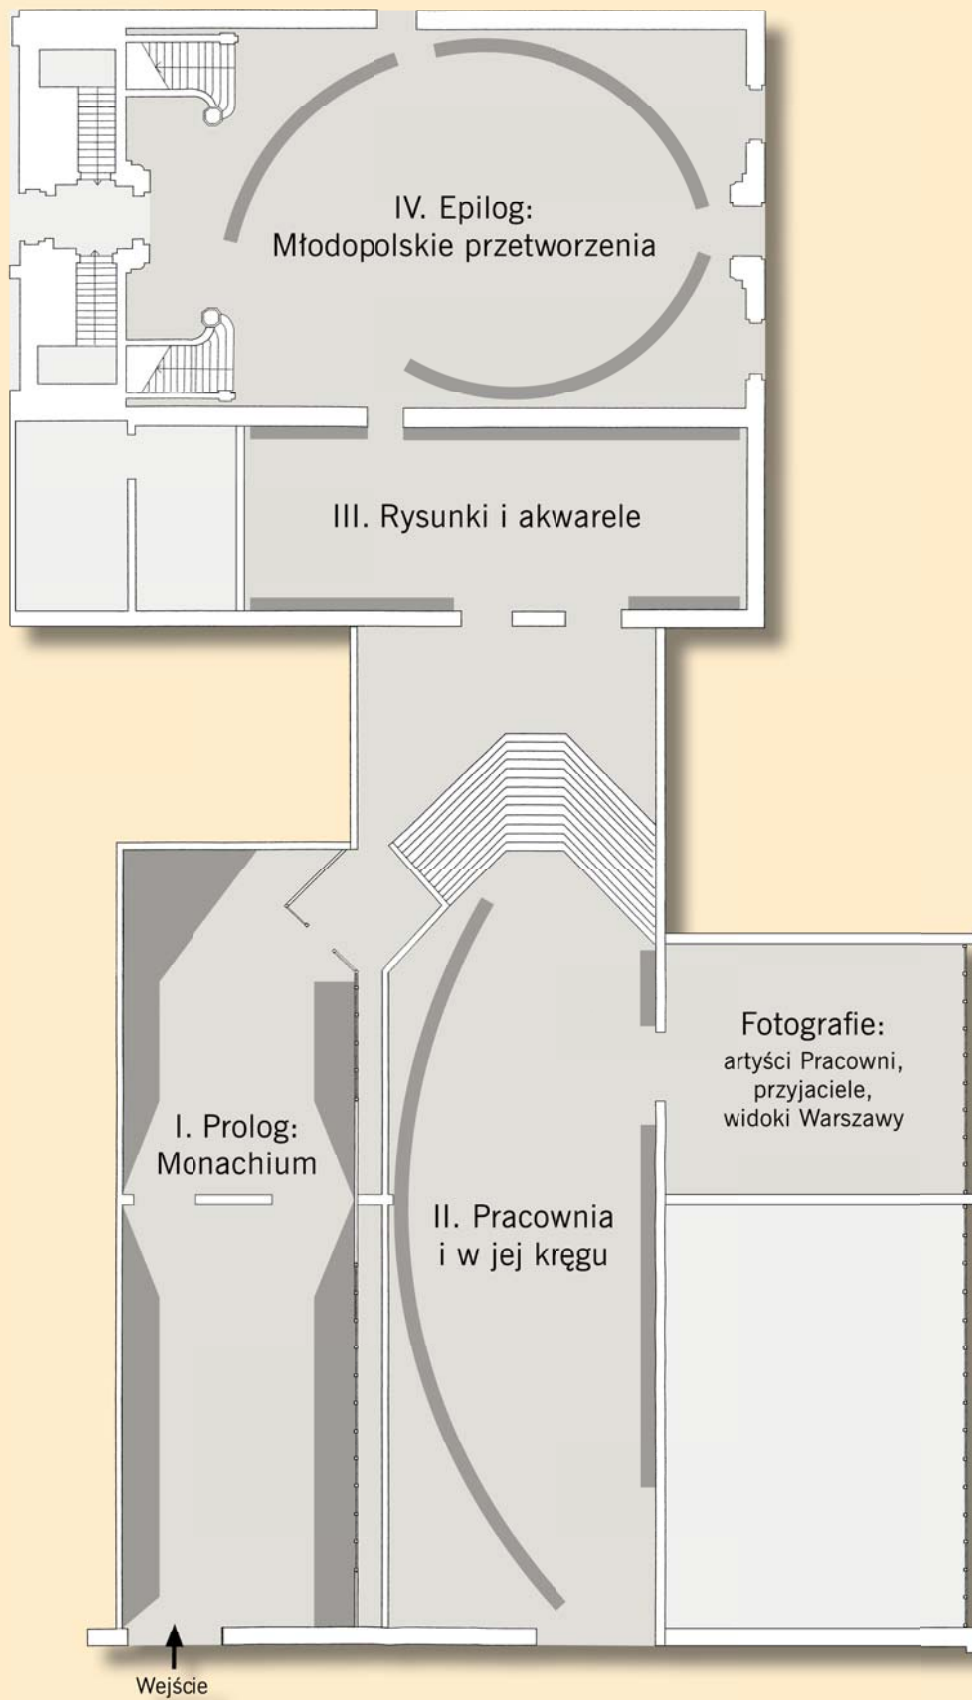 IV. Epilog:
Młodopolskie przetworzenia
III. Rysunki i akwarele
Fotografie:
artyści Pracowni,
przyjaciele,
widoki Warszawy
I. Prolog:
Monachium
II. Pracownia
i w jej kręgu
Wejście